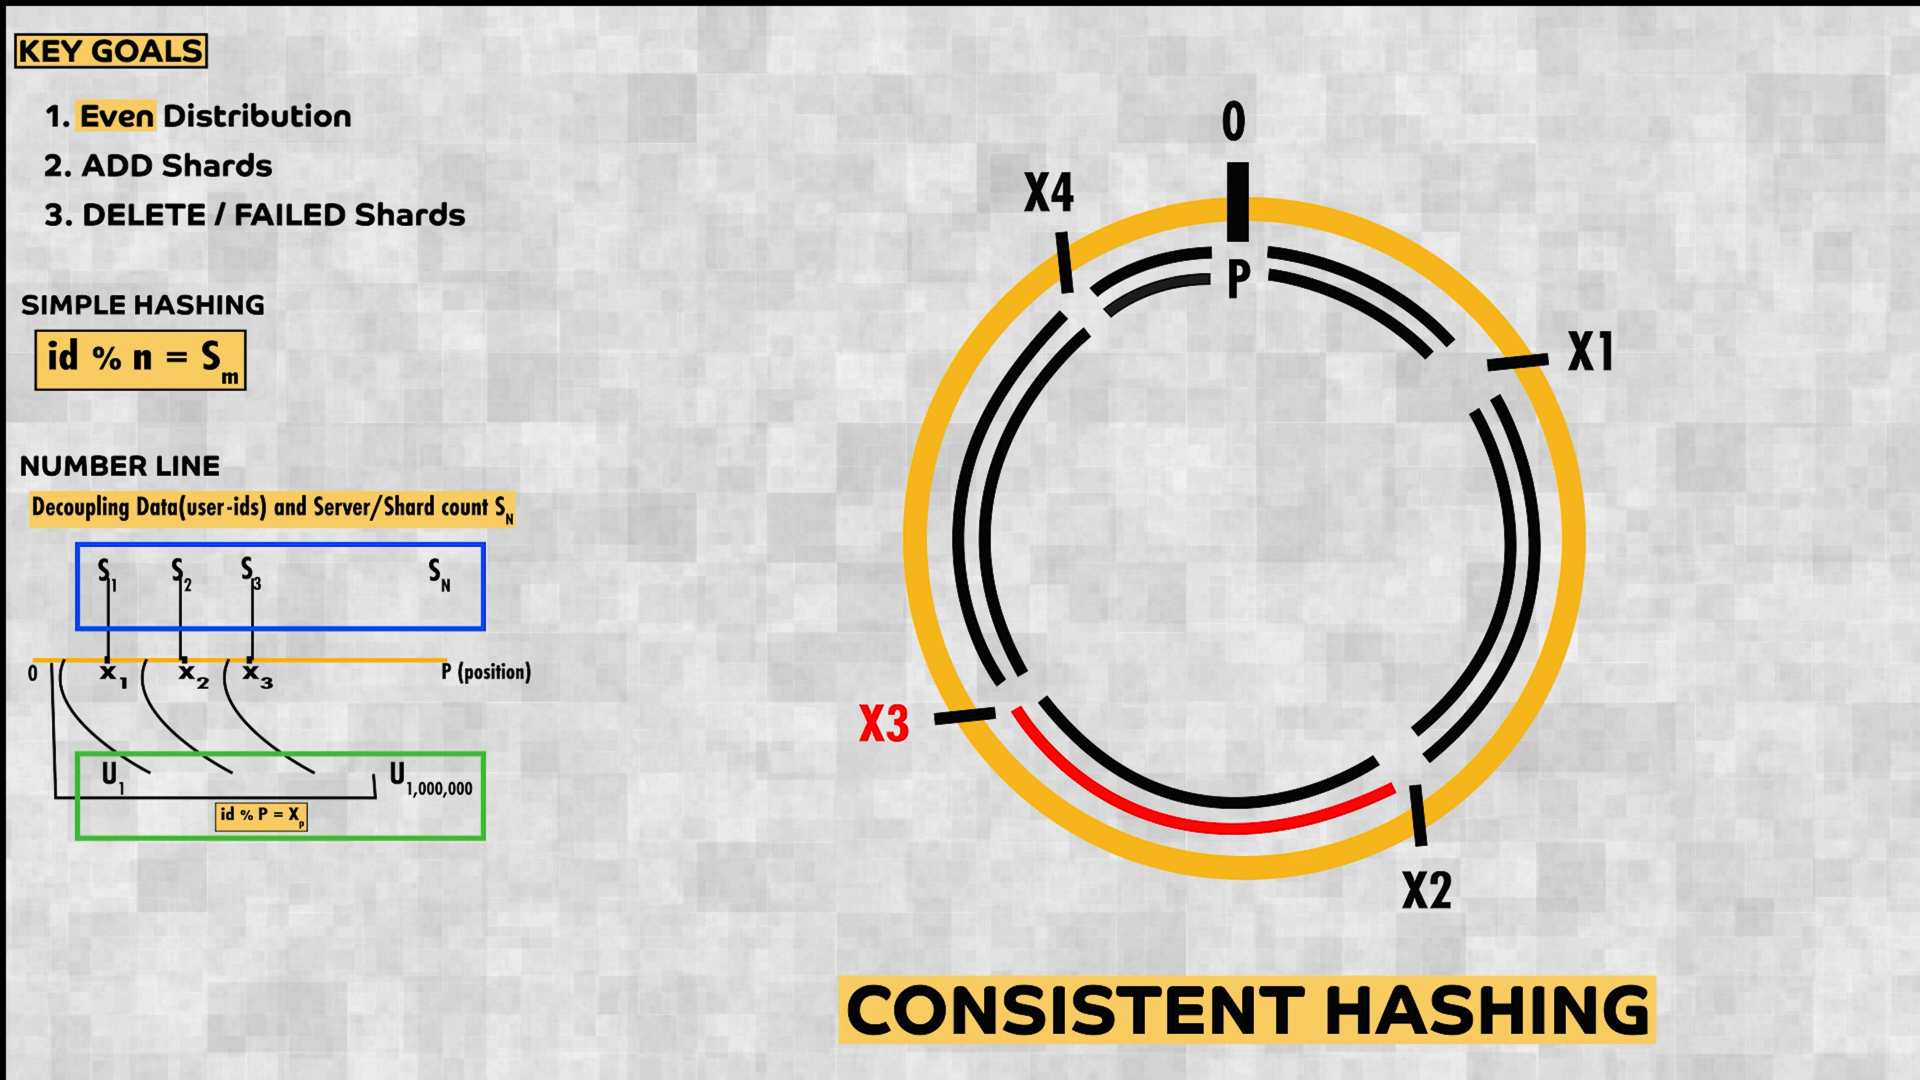 KEY GOALS
1. Even Distribution
2. ADD Shards
3. DELETE / FAILED Shards
SIMPLE HASHING
id % n = Sm
NUMBER LINE
Decoupling Data(user-ids) and Server/Shard count SN
S1 S2 S3 SN
0 x1 x2 x3 P (position)
U1 U1,000,000
id % P = Xp
0
X4
P
X1
X3
X2
CONSISTENT HASHING